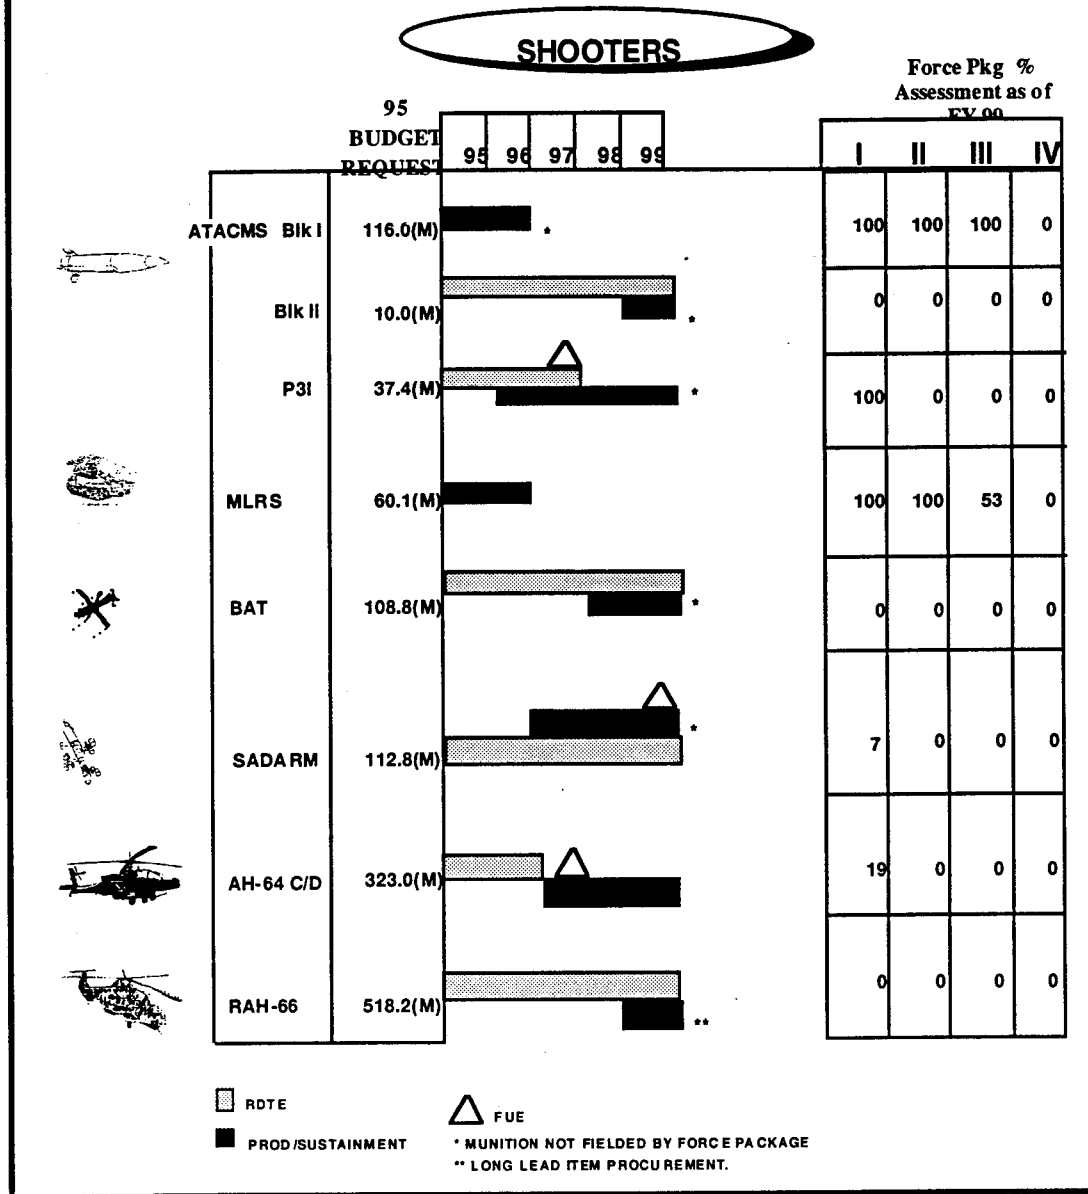 SHOOTERS
Force Pkg %
Assessment as of
FY 99
95
BUDGET
REQUEST
95 96 97 98 99
I II III IV
ATACMS Blk I 116.0(M) * 100 100 100 0
Blk II 10.0(M) * 0 0 0 0
P3I 37.4(M) * 100 0 0 0
MLRS 60.1(M) 100 100 53 0
BAT 108.8(M) * 0 0 0 0
SADARM 112.8(M) * 7 0 0 0
AH-64 C/D 323.0(M) 19 0 0 0
RAH-66 518.2(M) ** 0 0 0 0
RDTE
FUE
PROD/SUSTAINMENT
* MUNITION NOT FIELDED BY FORCE PACKAGE
** LONG LEAD ITEM PROCUREMENT.